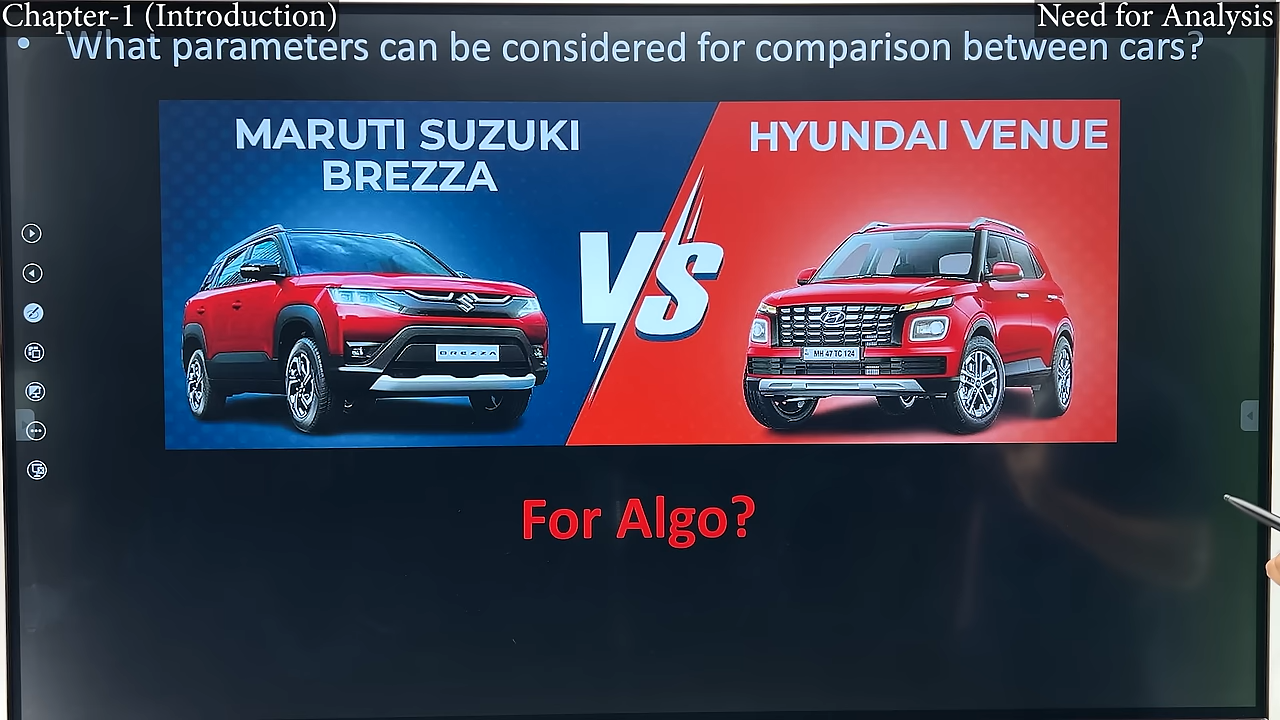 Chapter-1 (Introduction)
Need for Analysis
• What parameters can be considered for comparison between cars?
MARUTI SUZUKI
BREZZA
HYUNDAI VENUE
VS
BREZZA
MH 47 TC 124
For Algo?